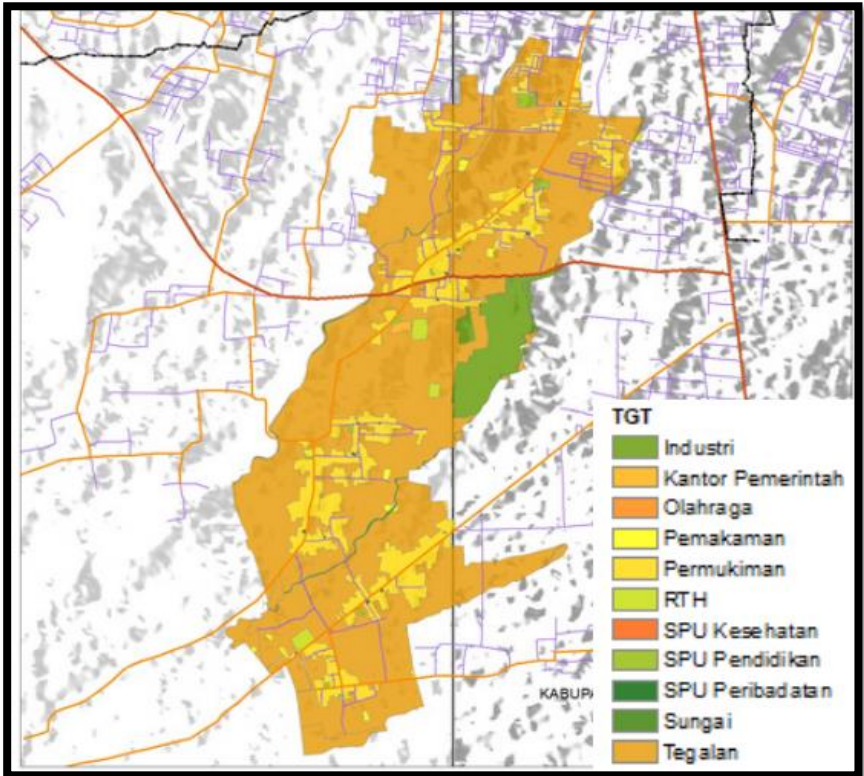 TGT
Industri
Kantor Pemerintah
Olahraga
Pemakaman
Permukiman
RTH
SPU Kesehatan
SPU Pendidikan
SPU Peribadatan
Sungai
Tegalan
KABUPA